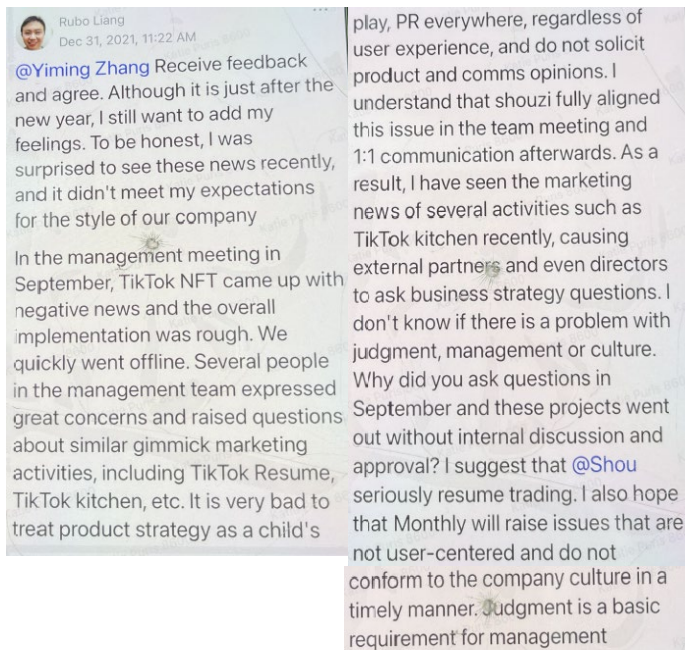 Rubo Liang
Dec 31, 2021, 11:22 AM
@Yiming Zhang Receive feedback
and agree. Although it is just after the
new year, I still want to add my
feelings. To be honest, I was
surprised to see these news recently,
and it didn't meet my expectations
for the style of our company
In the management meeting in
September, TikTok NFT came up with
negative news and the overall
implementation was rough. We
quickly went offline. Several people
in the management team expressed
great concerns and raised questions
about similar gimmick marketing
activities, including TikTok Resume,
TikTok kitchen, etc. It is very bad to
treat product strategy as a child's
play, PR everywhere, regardless of
user experience, and do not solicit
product and comms opinions. I
understand that shouzi fully aligned
this issue in the team meeting and
1:1 communication afterwards. As a
result, I have seen the marketing
news of several activities such as
TikTok kitchen recently, causing
external partners and even directors
to ask business strategy questions. I
don't know if there is a problem with
judgment, management or culture.
Why did you ask questions in
September and these projects went
out without internal discussion and
approval? I suggest that @Shou
seriously resume trading. I also hope
that Monthly will raise issues that are
not user-centered and do not
conform to the company culture in a
timely manner. Judgment is a basic
requirement for management